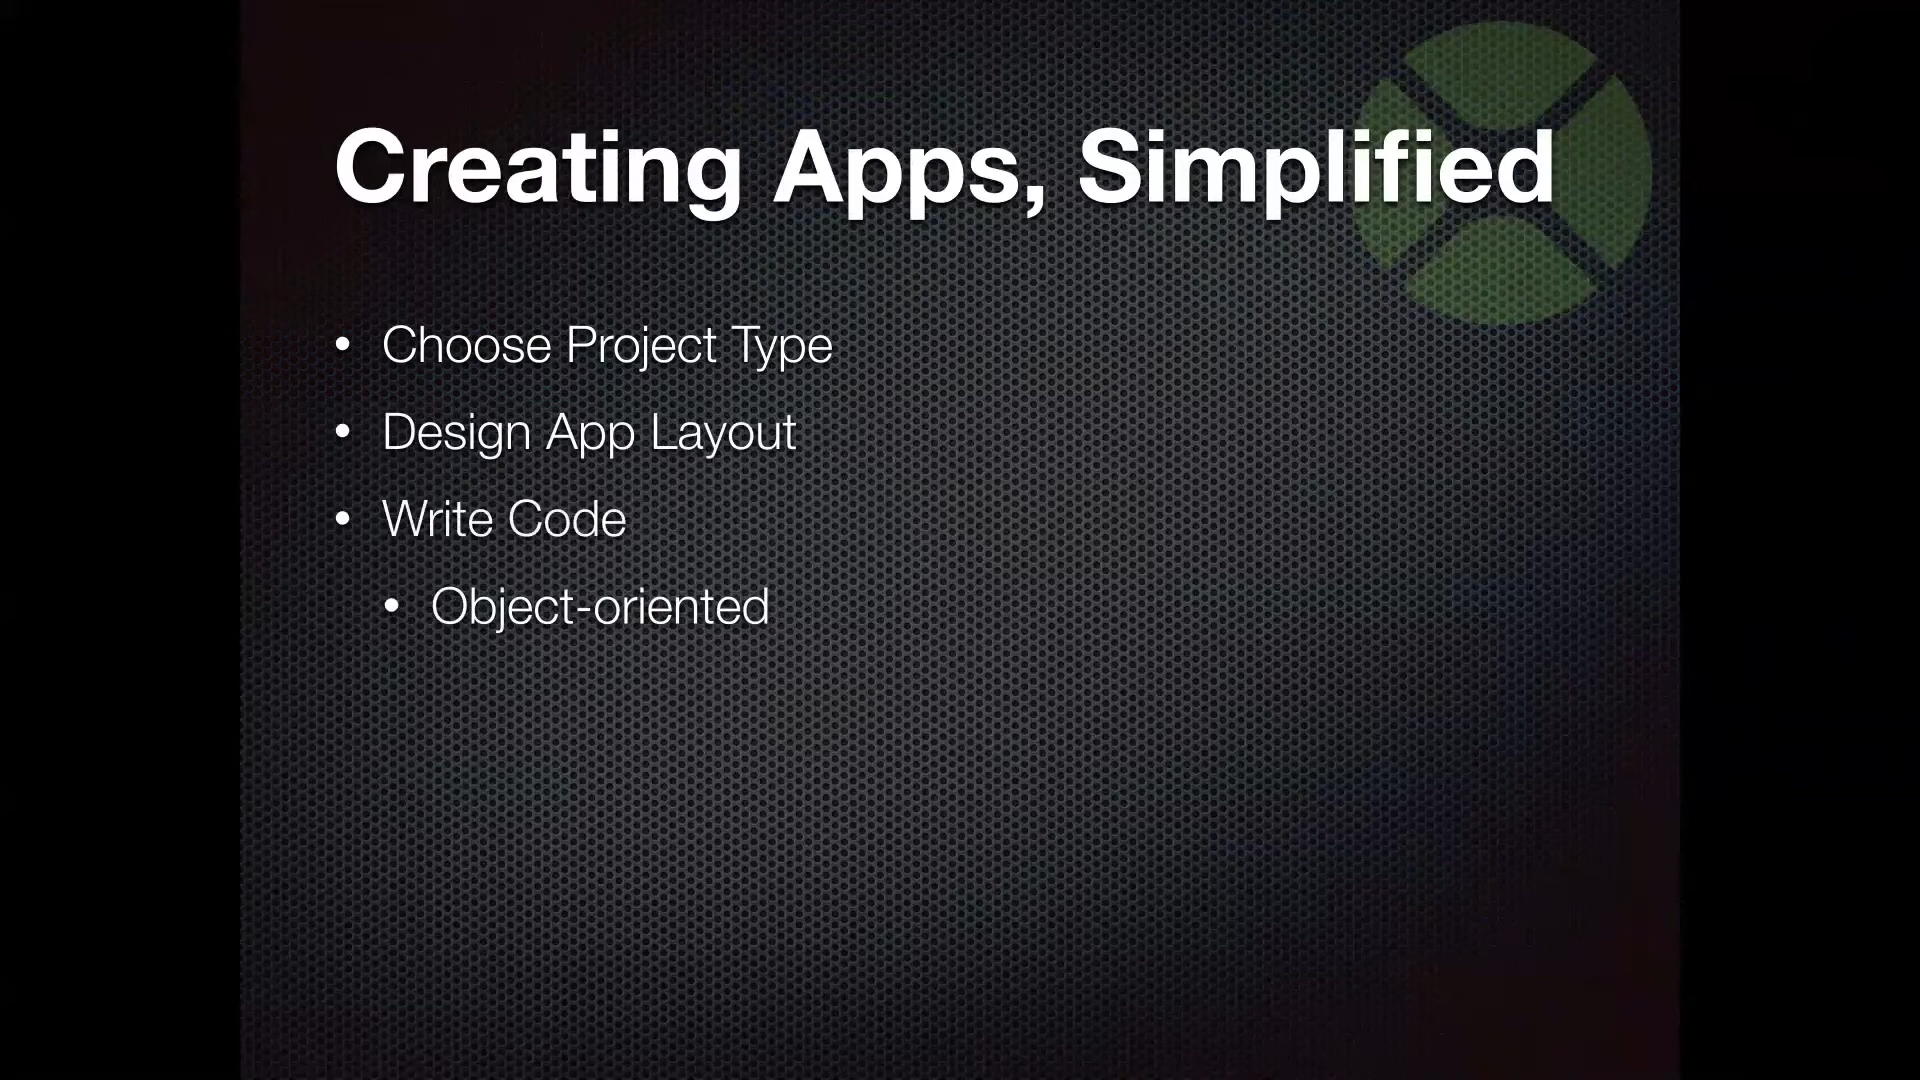 Creating Apps, Simplified
• Choose Project Type
• Design App Layout
• Write Code
• Object-oriented